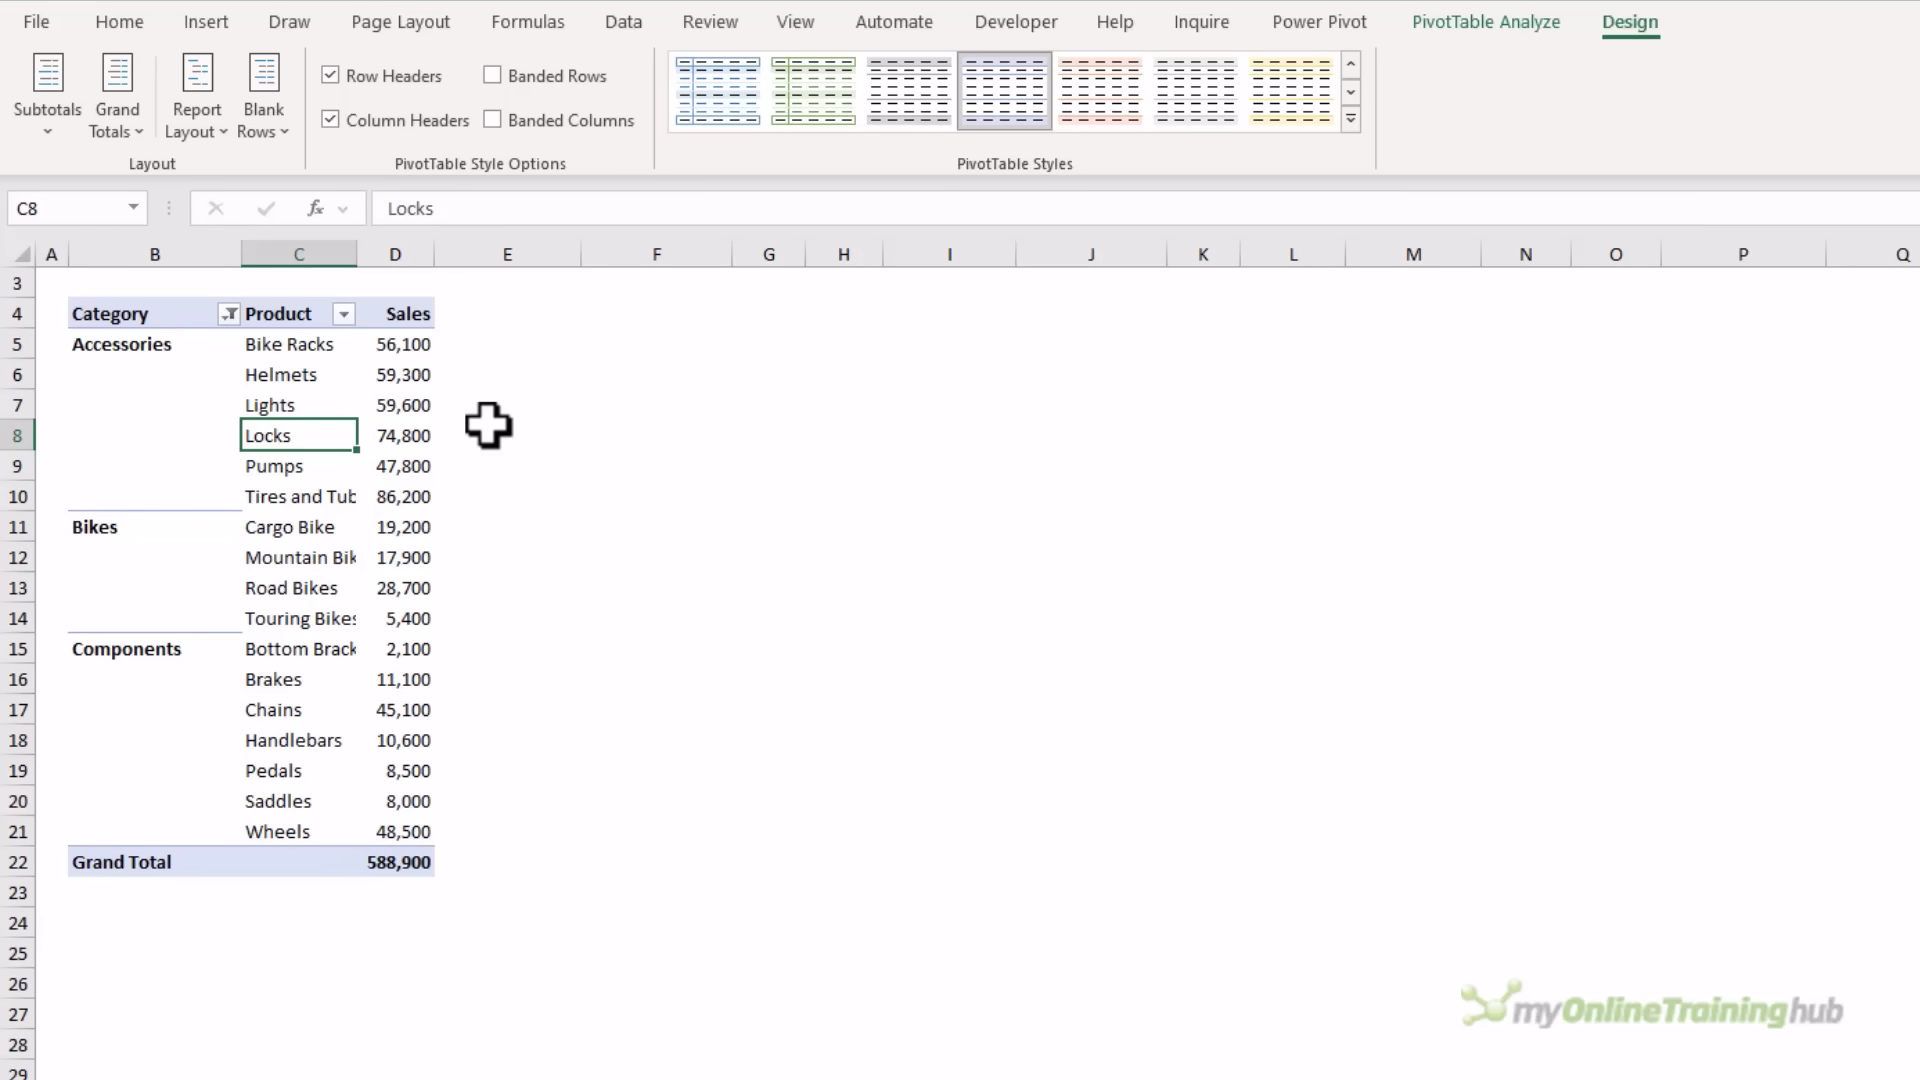 File Home Insert Draw Page Layout Formulas Data Review View Automate Developer Help Inquire Power Pivot PivotTable Analyze Design
Subtotals Grand Totals Report Layout Blank Rows
Row Headers Banded Rows
Column Headers Banded Columns
Layout PivotTable Style Options PivotTable Styles
C8 fx Locks
A B C D E F G H I J K L M N O P Q
3
4 Category Product Sales
5 Accessories Bike Racks 56,100
6 Helmets 59,300
7 Lights 59,600
8 Locks 74,800
9 Pumps 47,800
10 Tires and Tub 86,200
11 Bikes Cargo Bike 19,200
12 Mountain Bik 17,900
13 Road Bikes 28,700
14 Touring Bikes 5,400
15 Components Bottom Brack 2,100
16 Brakes 11,100
17 Chains 45,100
18 Handlebars 10,600
19 Pedals 8,500
20 Saddles 8,000
21 Wheels 48,500
22 Grand Total 588,900
23
24
25
26
27
28
29
myOnlineTraininghub